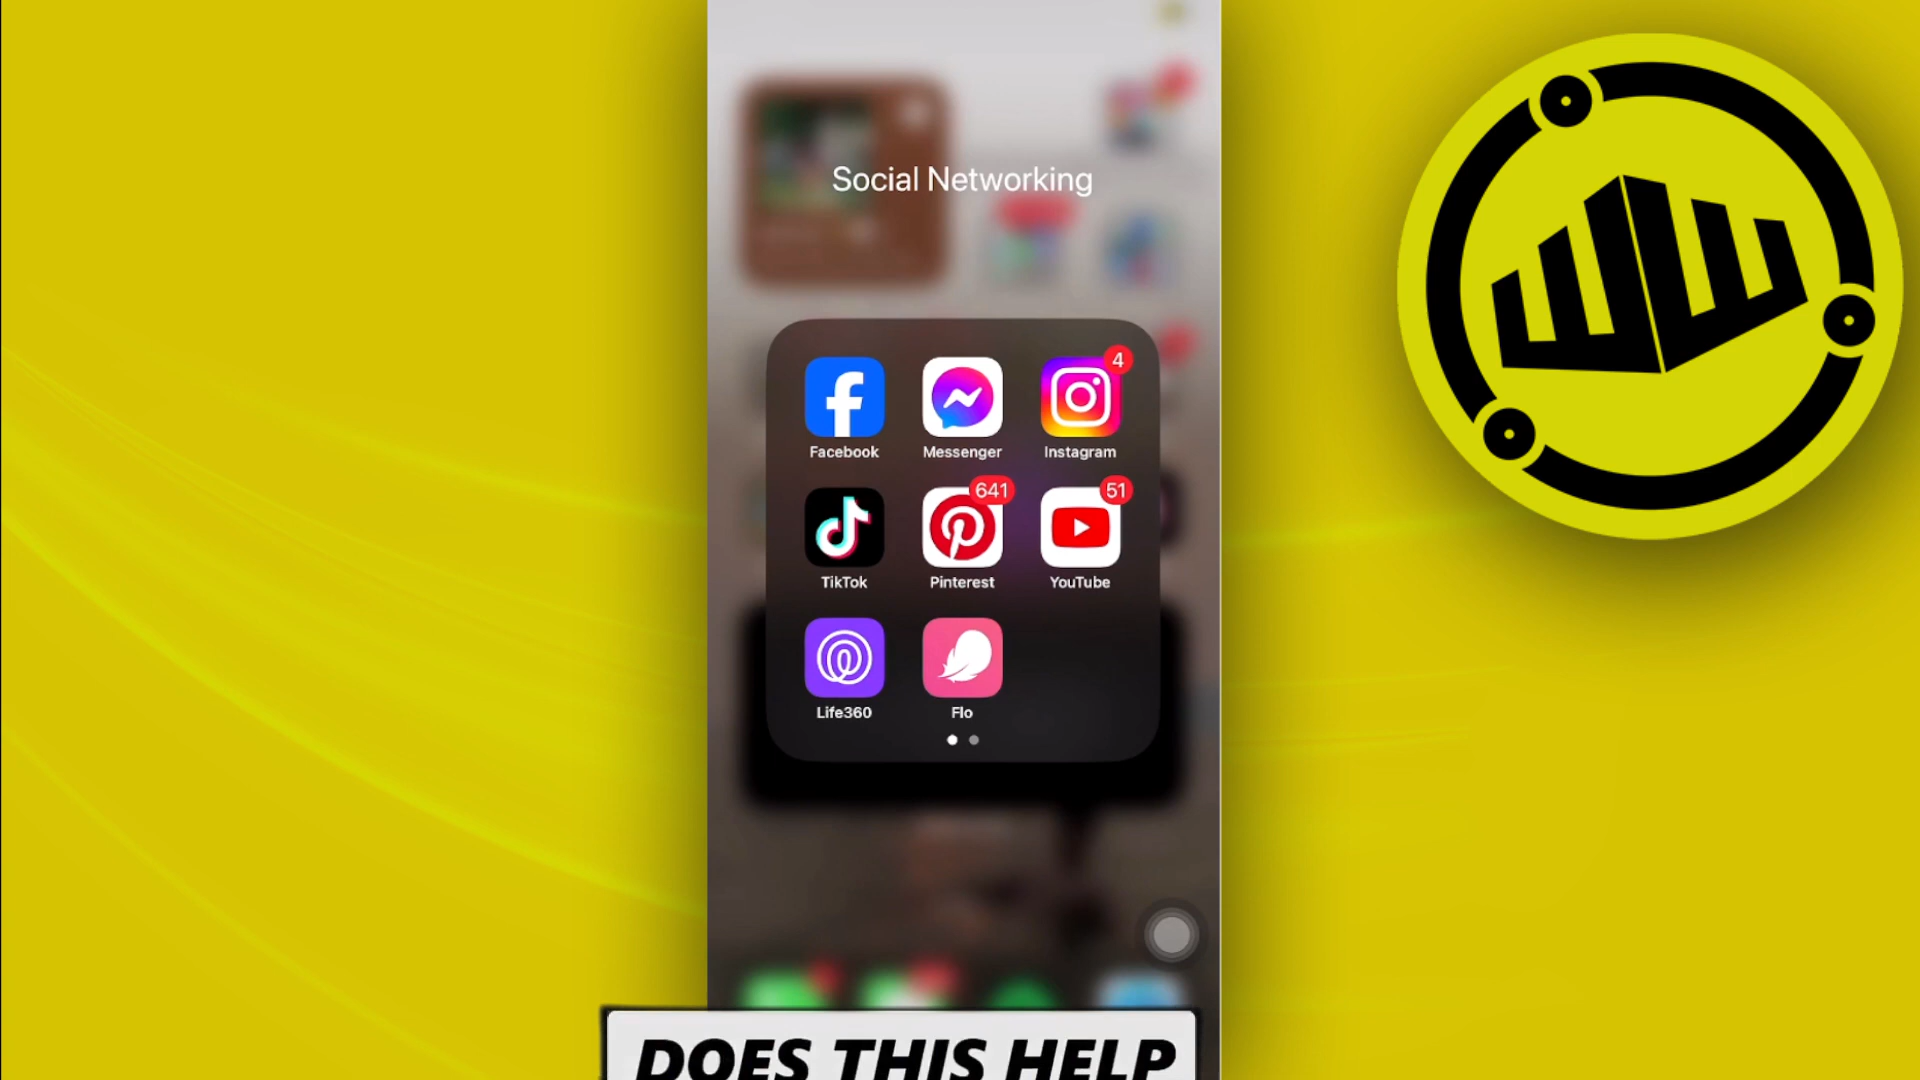 Social Networking
4
Facebook Messenger Instagram
641 51
TikTok Pinterest YouTube
Life360 Flo
DOES THIS HELP